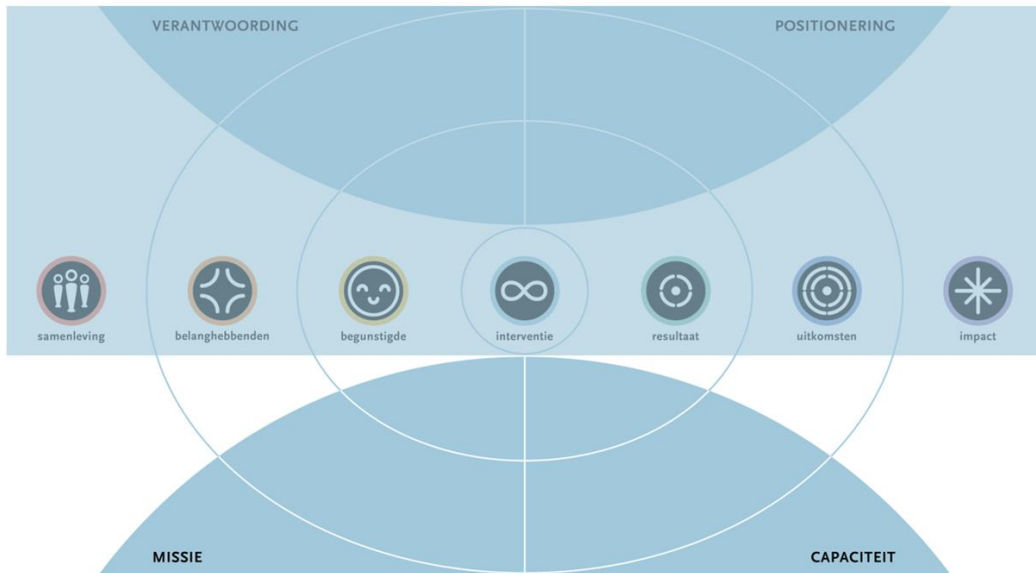 VERANTWOORDING POSITIONERING
samenleving belanghebbenden begunstigde interventie resultaat uitkomsten impact
MISSIE CAPACITEIT